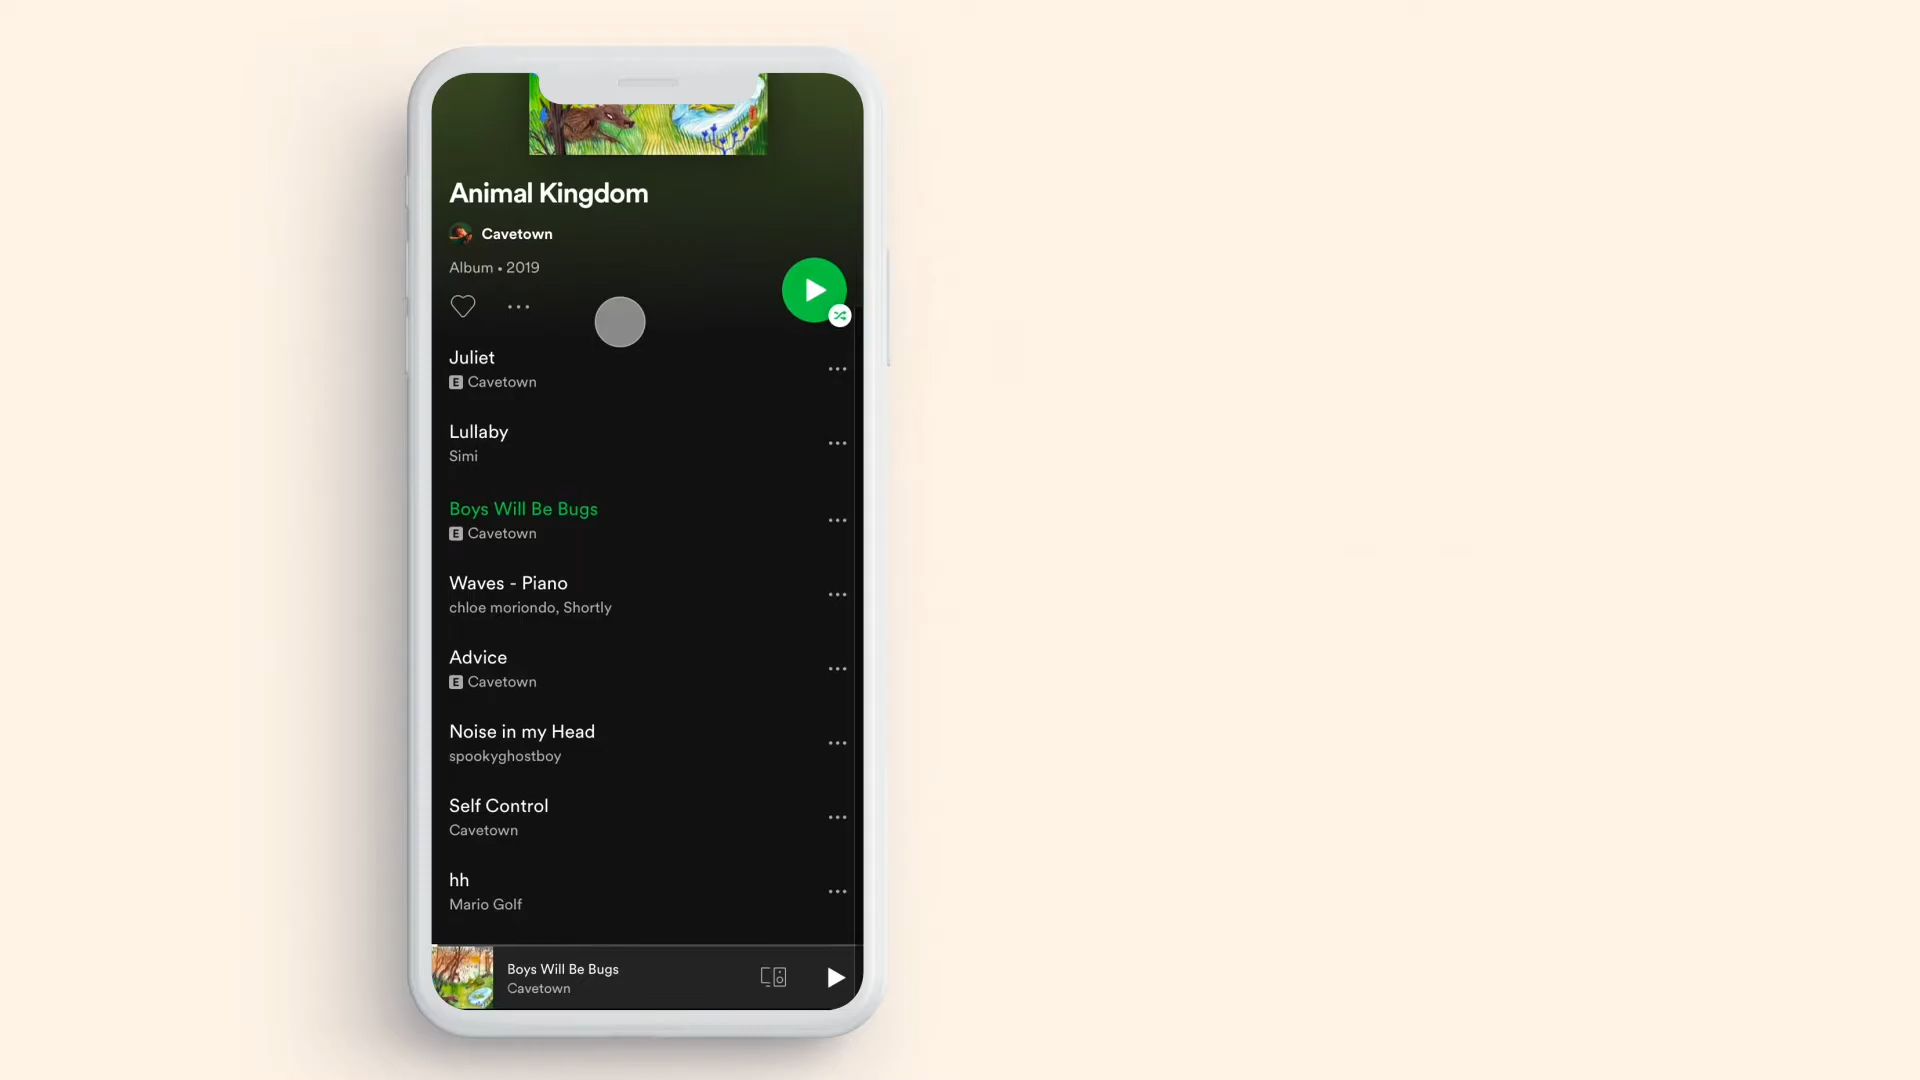 Animal Kingdom
Cavetown
Album • 2019
Juliet
E Cavetown
Lullaby
Simi
Boys Will Be Bugs
E Cavetown
Waves - Piano
chloe moriondo, Shortly
Advice
E Cavetown
Noise in my Head
spookyghostboy
Self Control
Cavetown
hh
Mario Golf
Boys Will Be Bugs
Cavetown